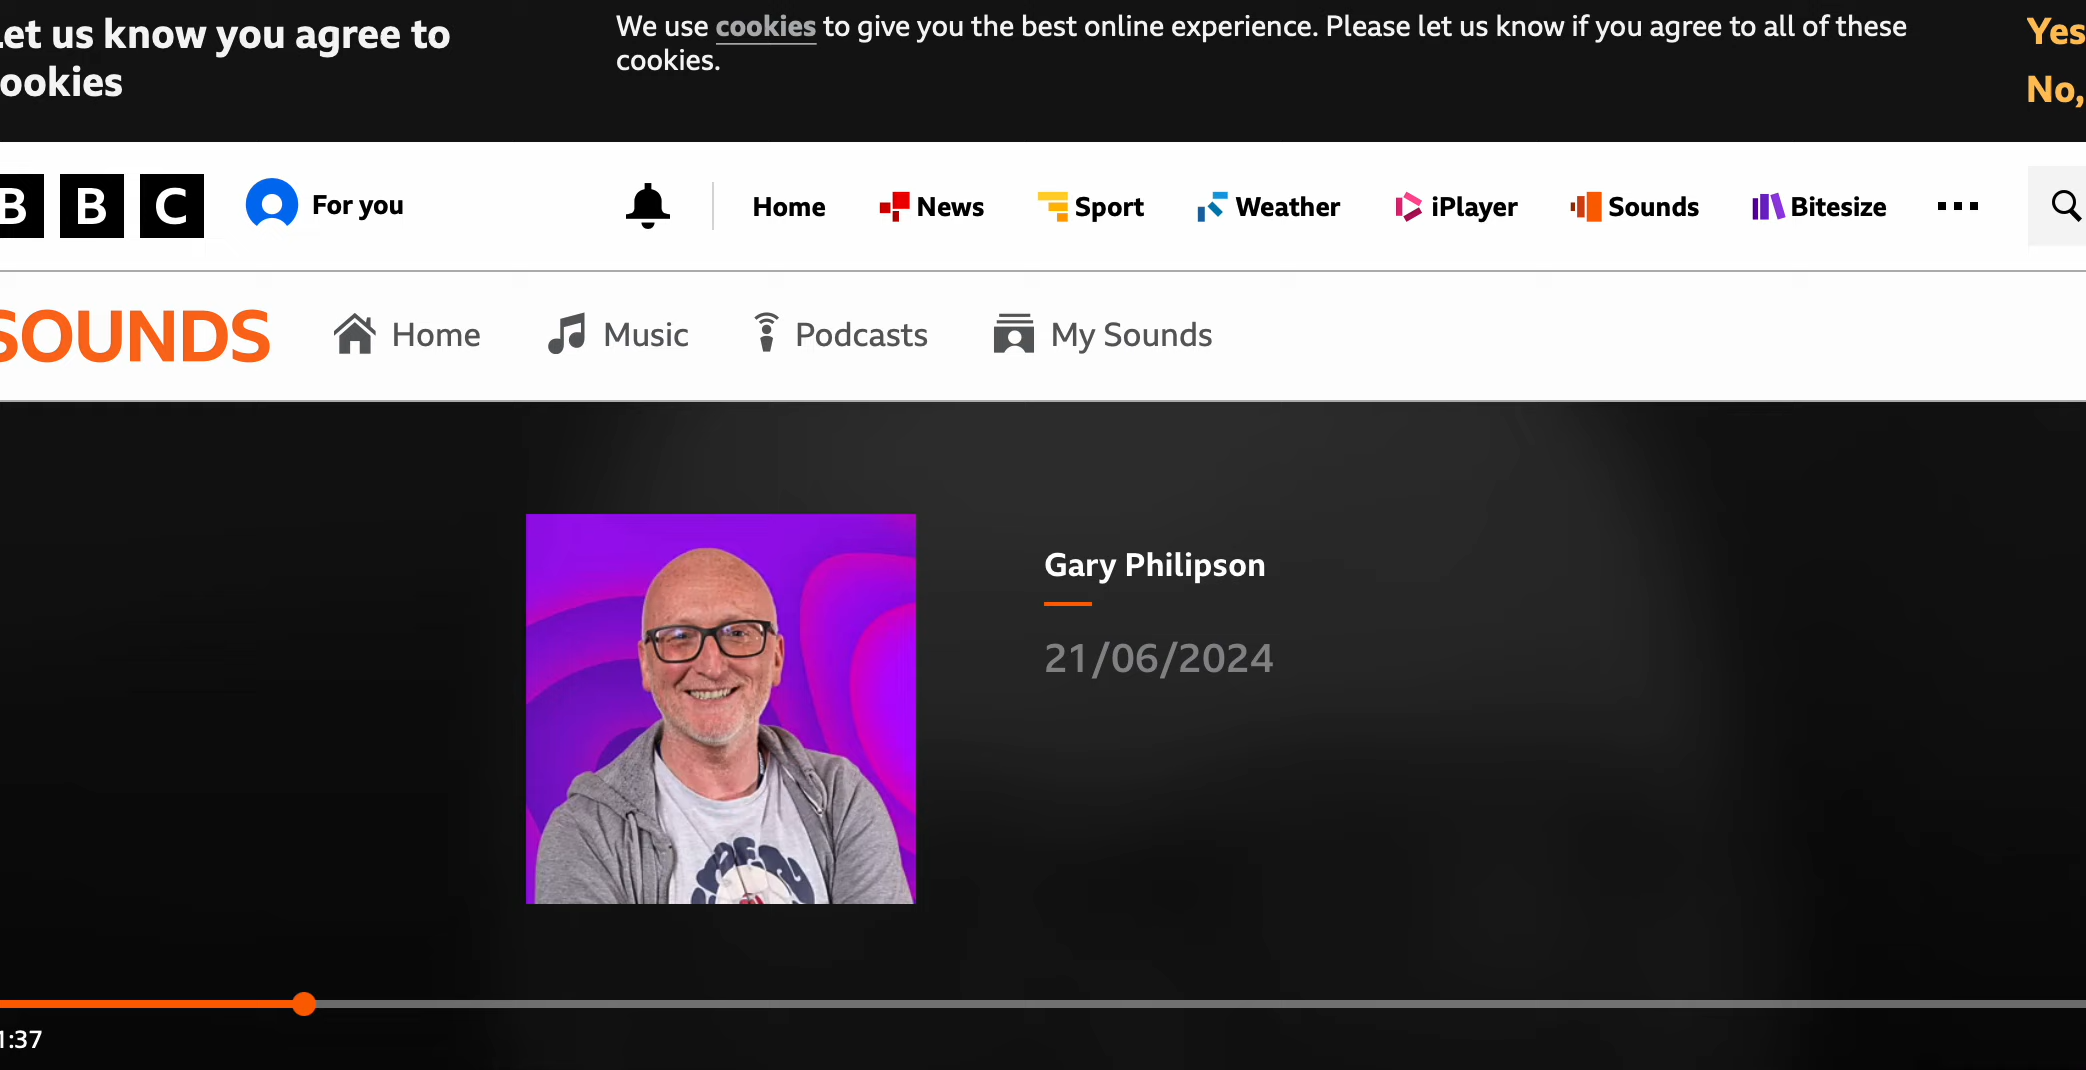 et us know you agree to
ookies
We use cookies to give you the best online experience. Please let us know if you agree to all of these
cookies.
Yes
No,
B B C
For you
Home
News
Sport
Weather
iPlayer
Sounds
Bitesize
SOUNDS
Home
Music
Podcasts
My Sounds
Gary Philipson
21/06/2024
1:37